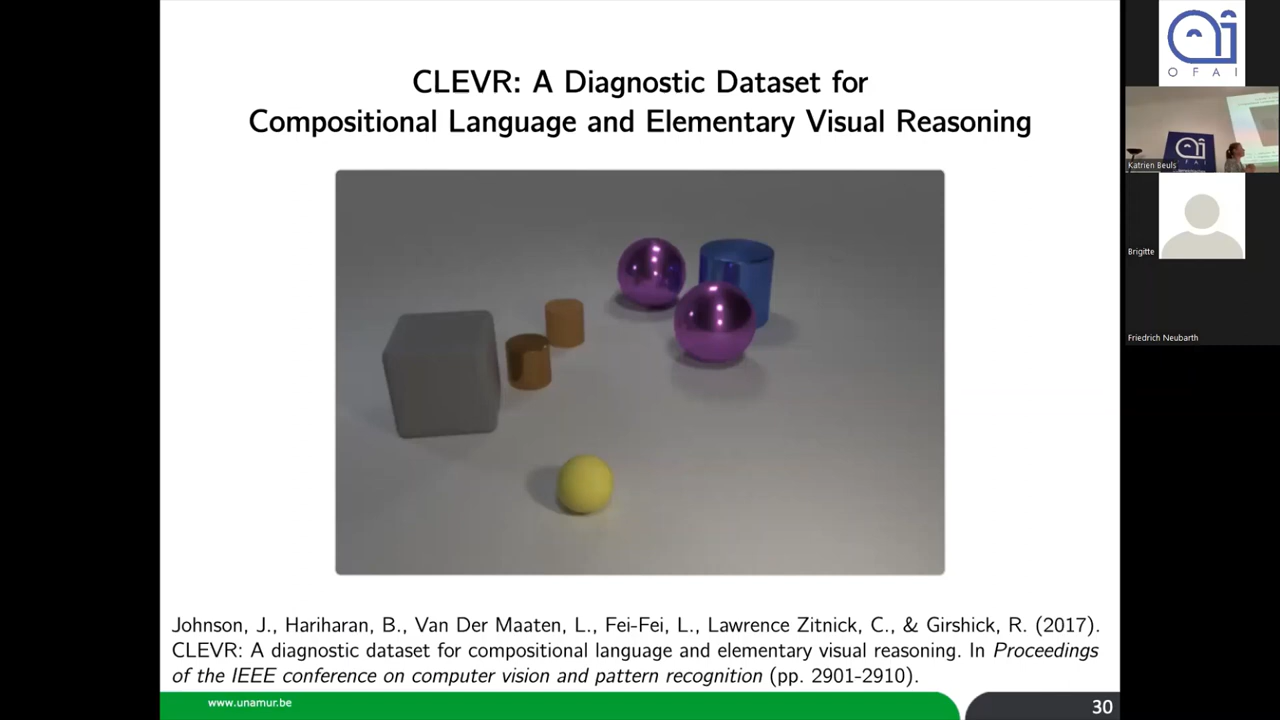 CLEVR: A Diagnostic Dataset for
Compositional Language and Elementary Visual Reasoning
Johnson, J., Hariharan, B., Van Der Maaten, L., Fei-Fei, L., Lawrence Zitnick, C., & Girshick, R. (2017).
CLEVR: A diagnostic dataset for compositional language and elementary visual reasoning. In Proceedings
of the IEEE conference on computer vision and pattern recognition (pp. 2901-2910).
www.unamur.be
30
OFAI
OFAI
Katrien Beuls
Brigitte
Friedrich Neubarth